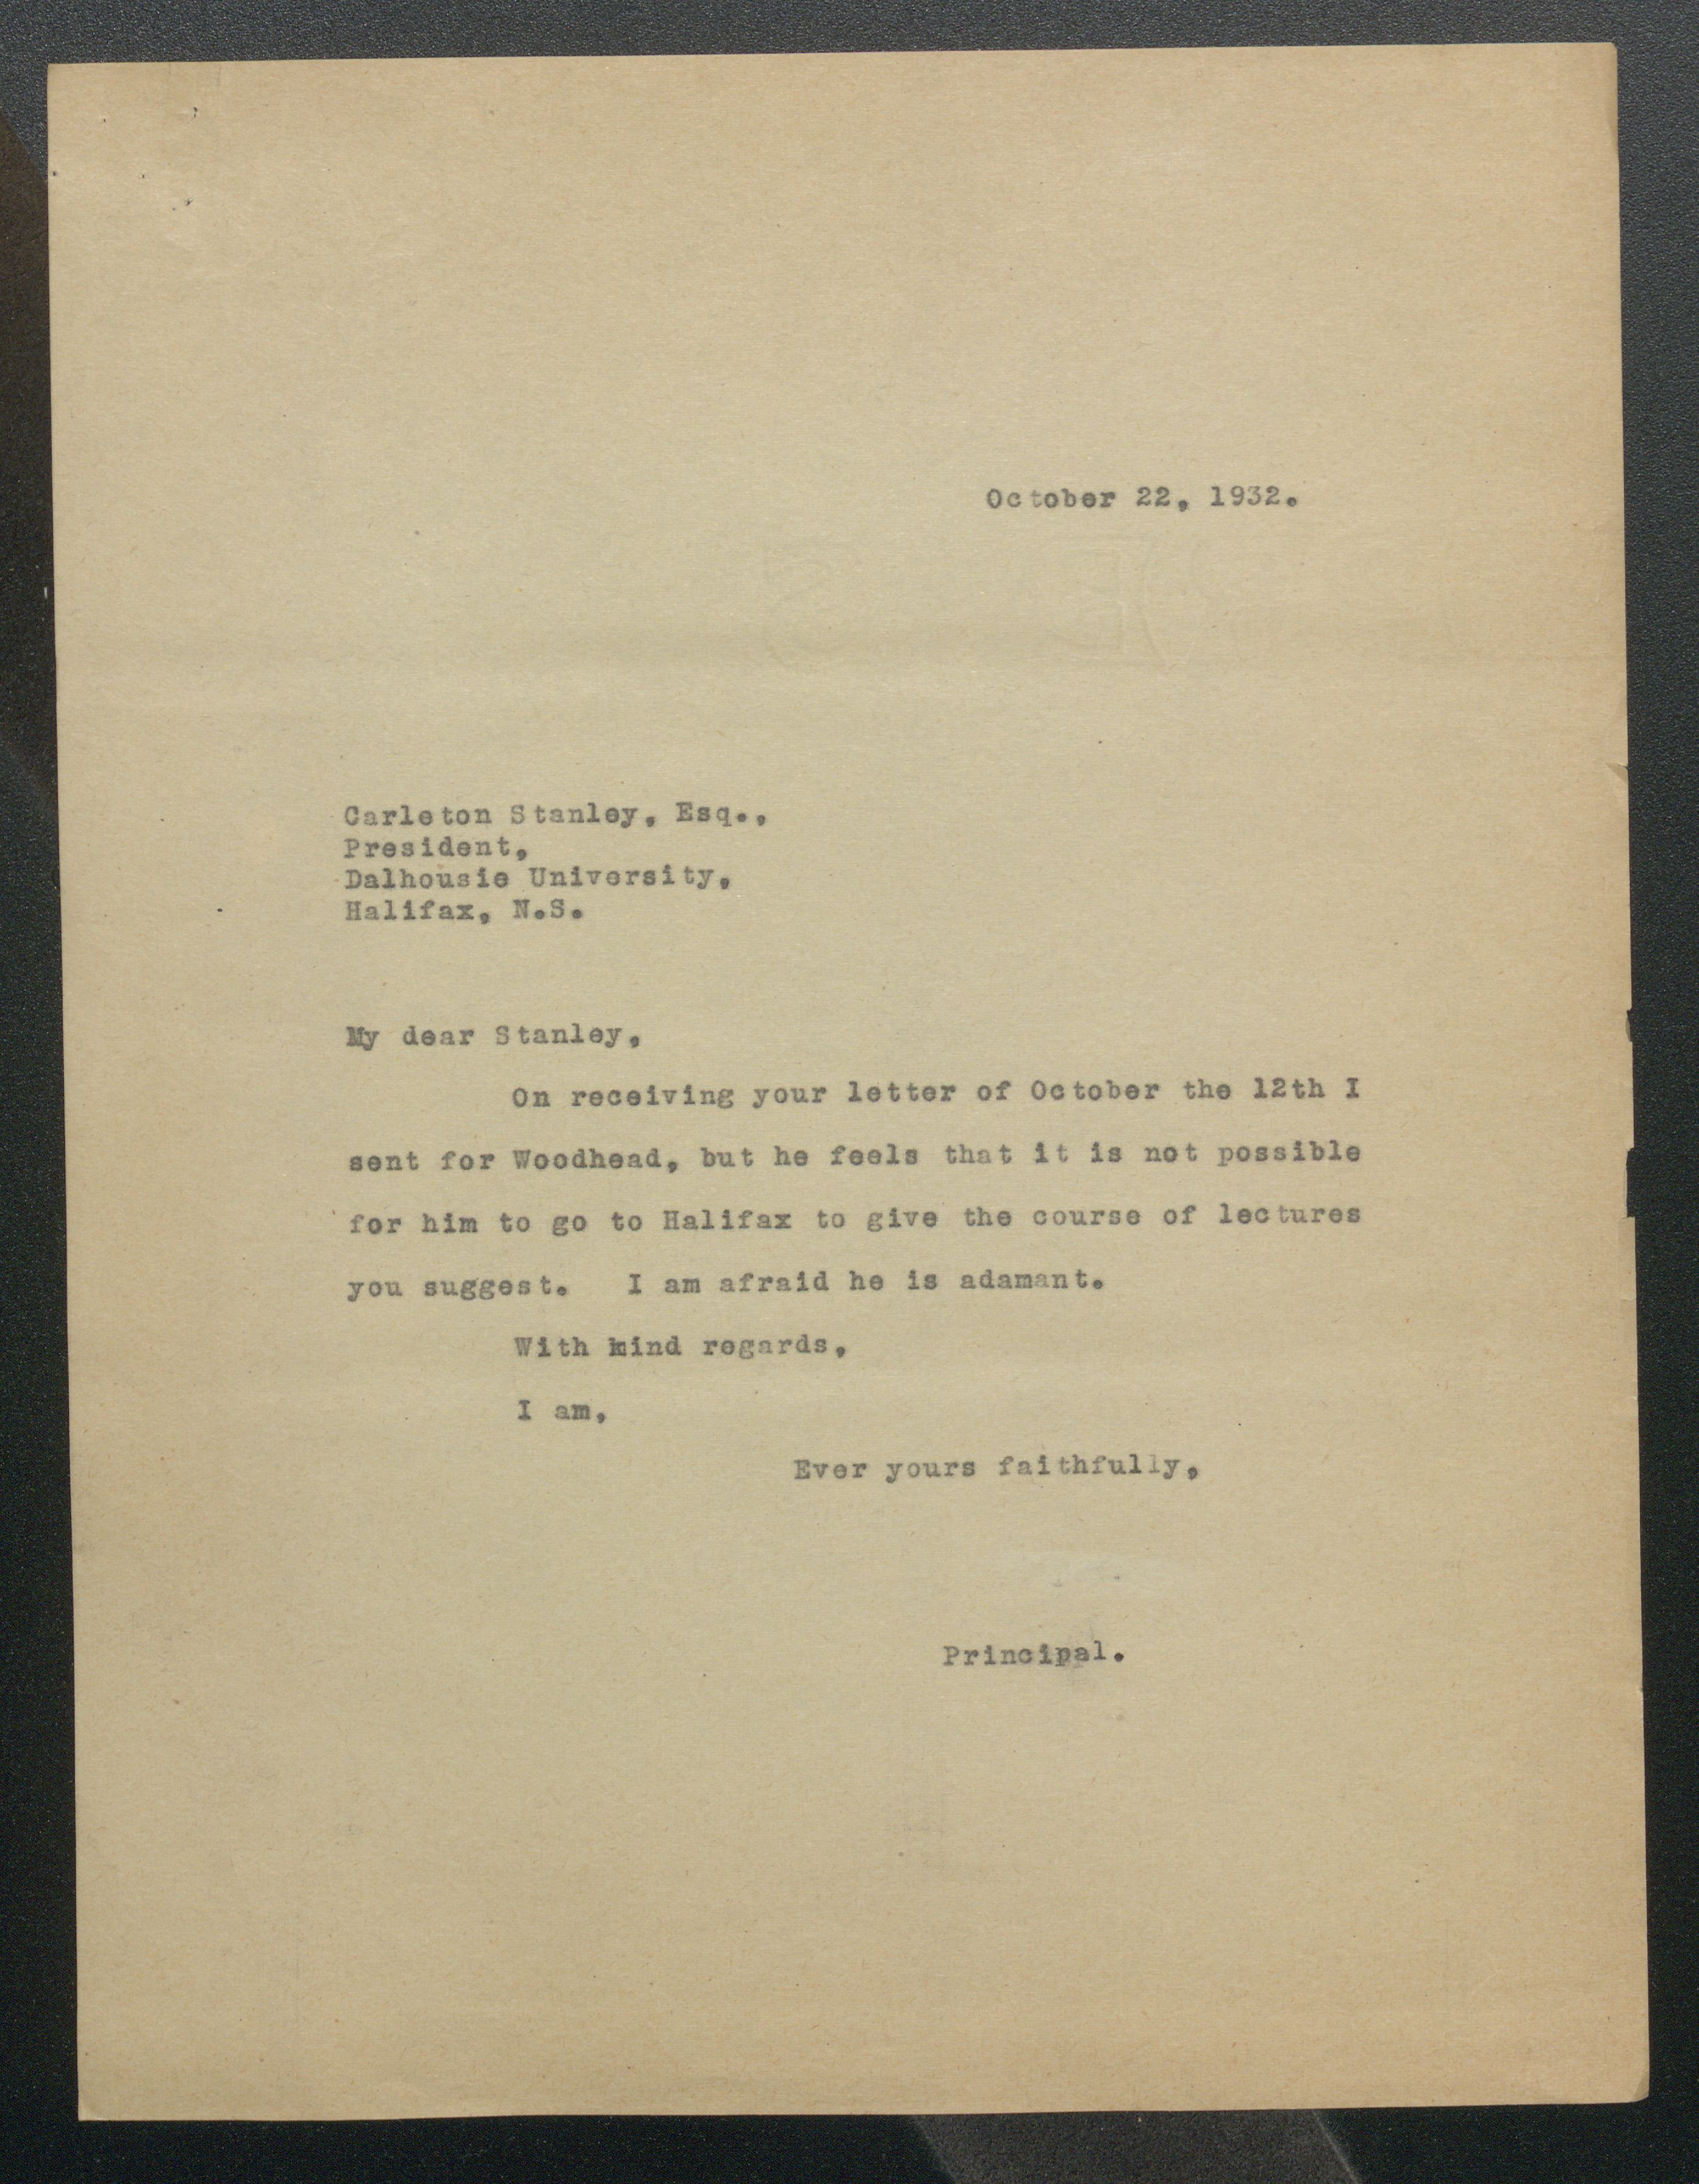 October 22, 1932.
Carleton Stanley, Esq.,
President,
Dalhousie University,
Halifax, N.S.
My dear Stanley,
On receiving your letter of October the 12th I
sent for Woodhead, but he feels that it is not possible
for him to go to Halifax to give the course of lectures
you suggest. I am afraid he is adamant.
With kind regards,
I am,
Ever yours faithfully,
Principal.